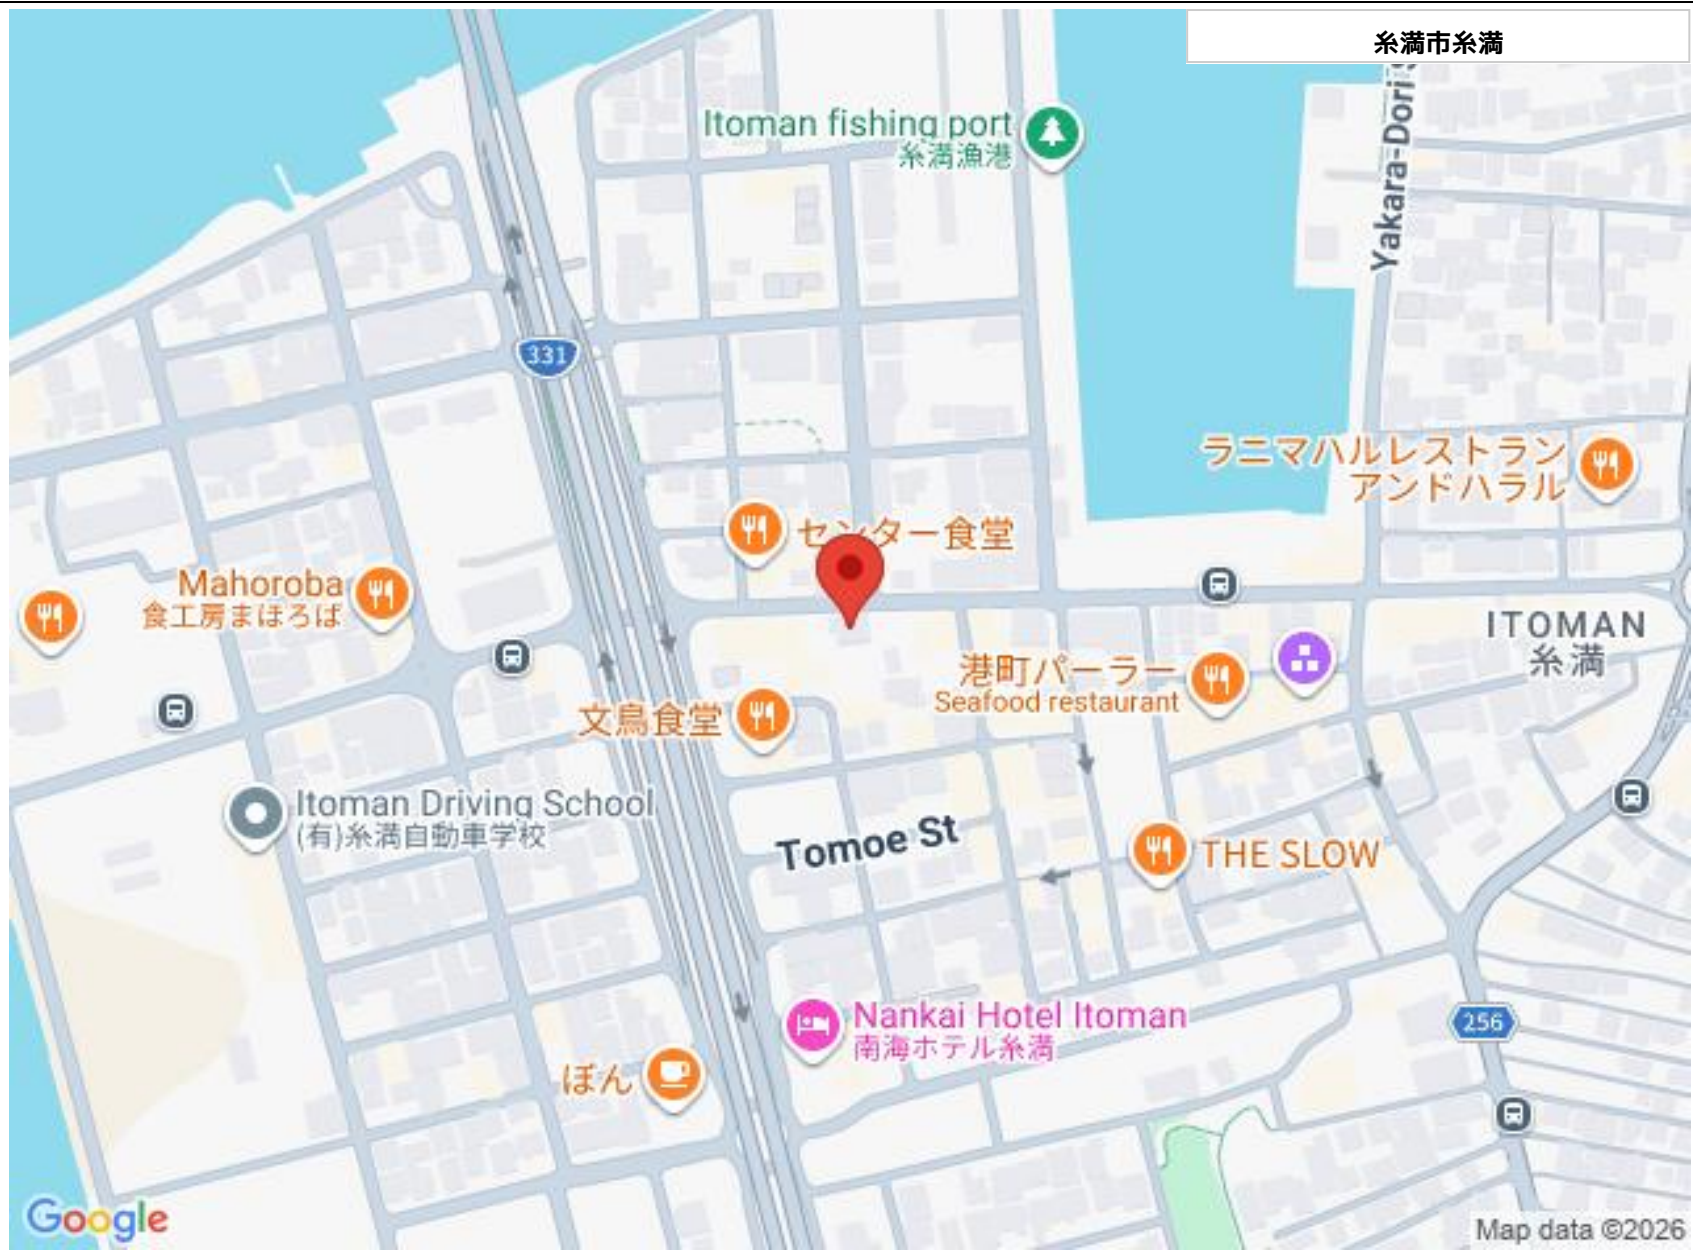 糸満市糸満
Itoman fishing port
糸満漁港
Yakara-Dori
331
ラニマハルレストラン
アンドハラル
センター食堂
Mahoroba
食工房まほろば
ITOMAN
糸満
港町パーラー
Seafood restaurant
文鳥食堂
Itoman Driving School
(有)糸満自動車学校
Tomoe St
THE SLOW
Nankai Hotel Itoman
南海ホテル糸満
256
ぼん
Google
Map data ©2026